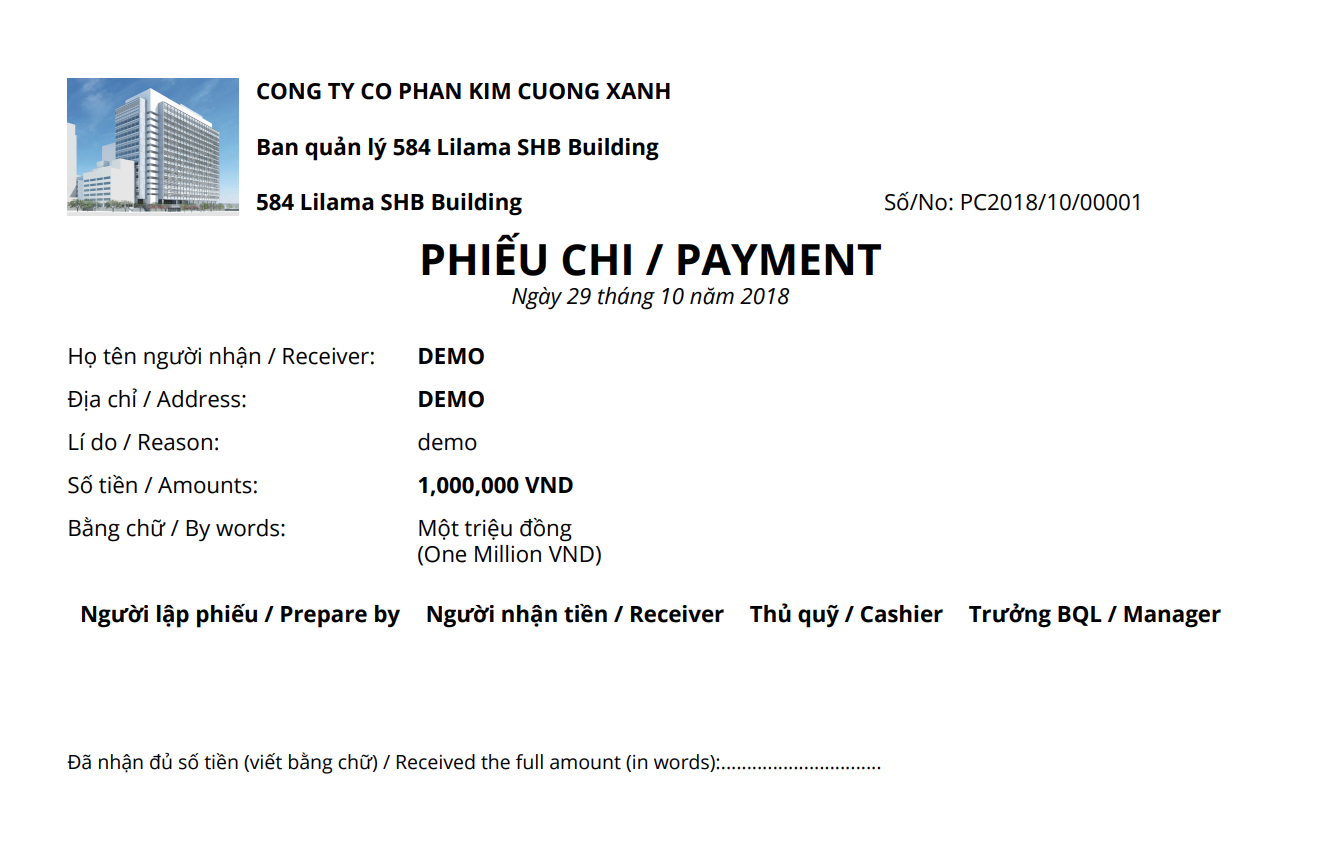 CONG TY CO PHAN KIM CUONG XANH
Ban quản lý 584 Lilama SHB Building
584 Lilama SHB Building
Số/No: PC2018/10/00001
PHIẾU CHI / PAYMENT
Ngày 29 tháng 10 năm 2018
Họ tên người nhận / Receiver: DEMO
Địa chỉ / Address: DEMO
Lí do / Reason: demo
Số tiền / Amounts: 1,000,000 VND
Bằng chữ / By words: Một triệu đồng
(One Million VND)
Người lập phiếu / Prepare by Người nhận tiền / Receiver Thủ quỹ / Cashier Trưởng BQL / Manager
Đã nhận đủ số tiền (viết bằng chữ) / Received the full amount (in words):...............................